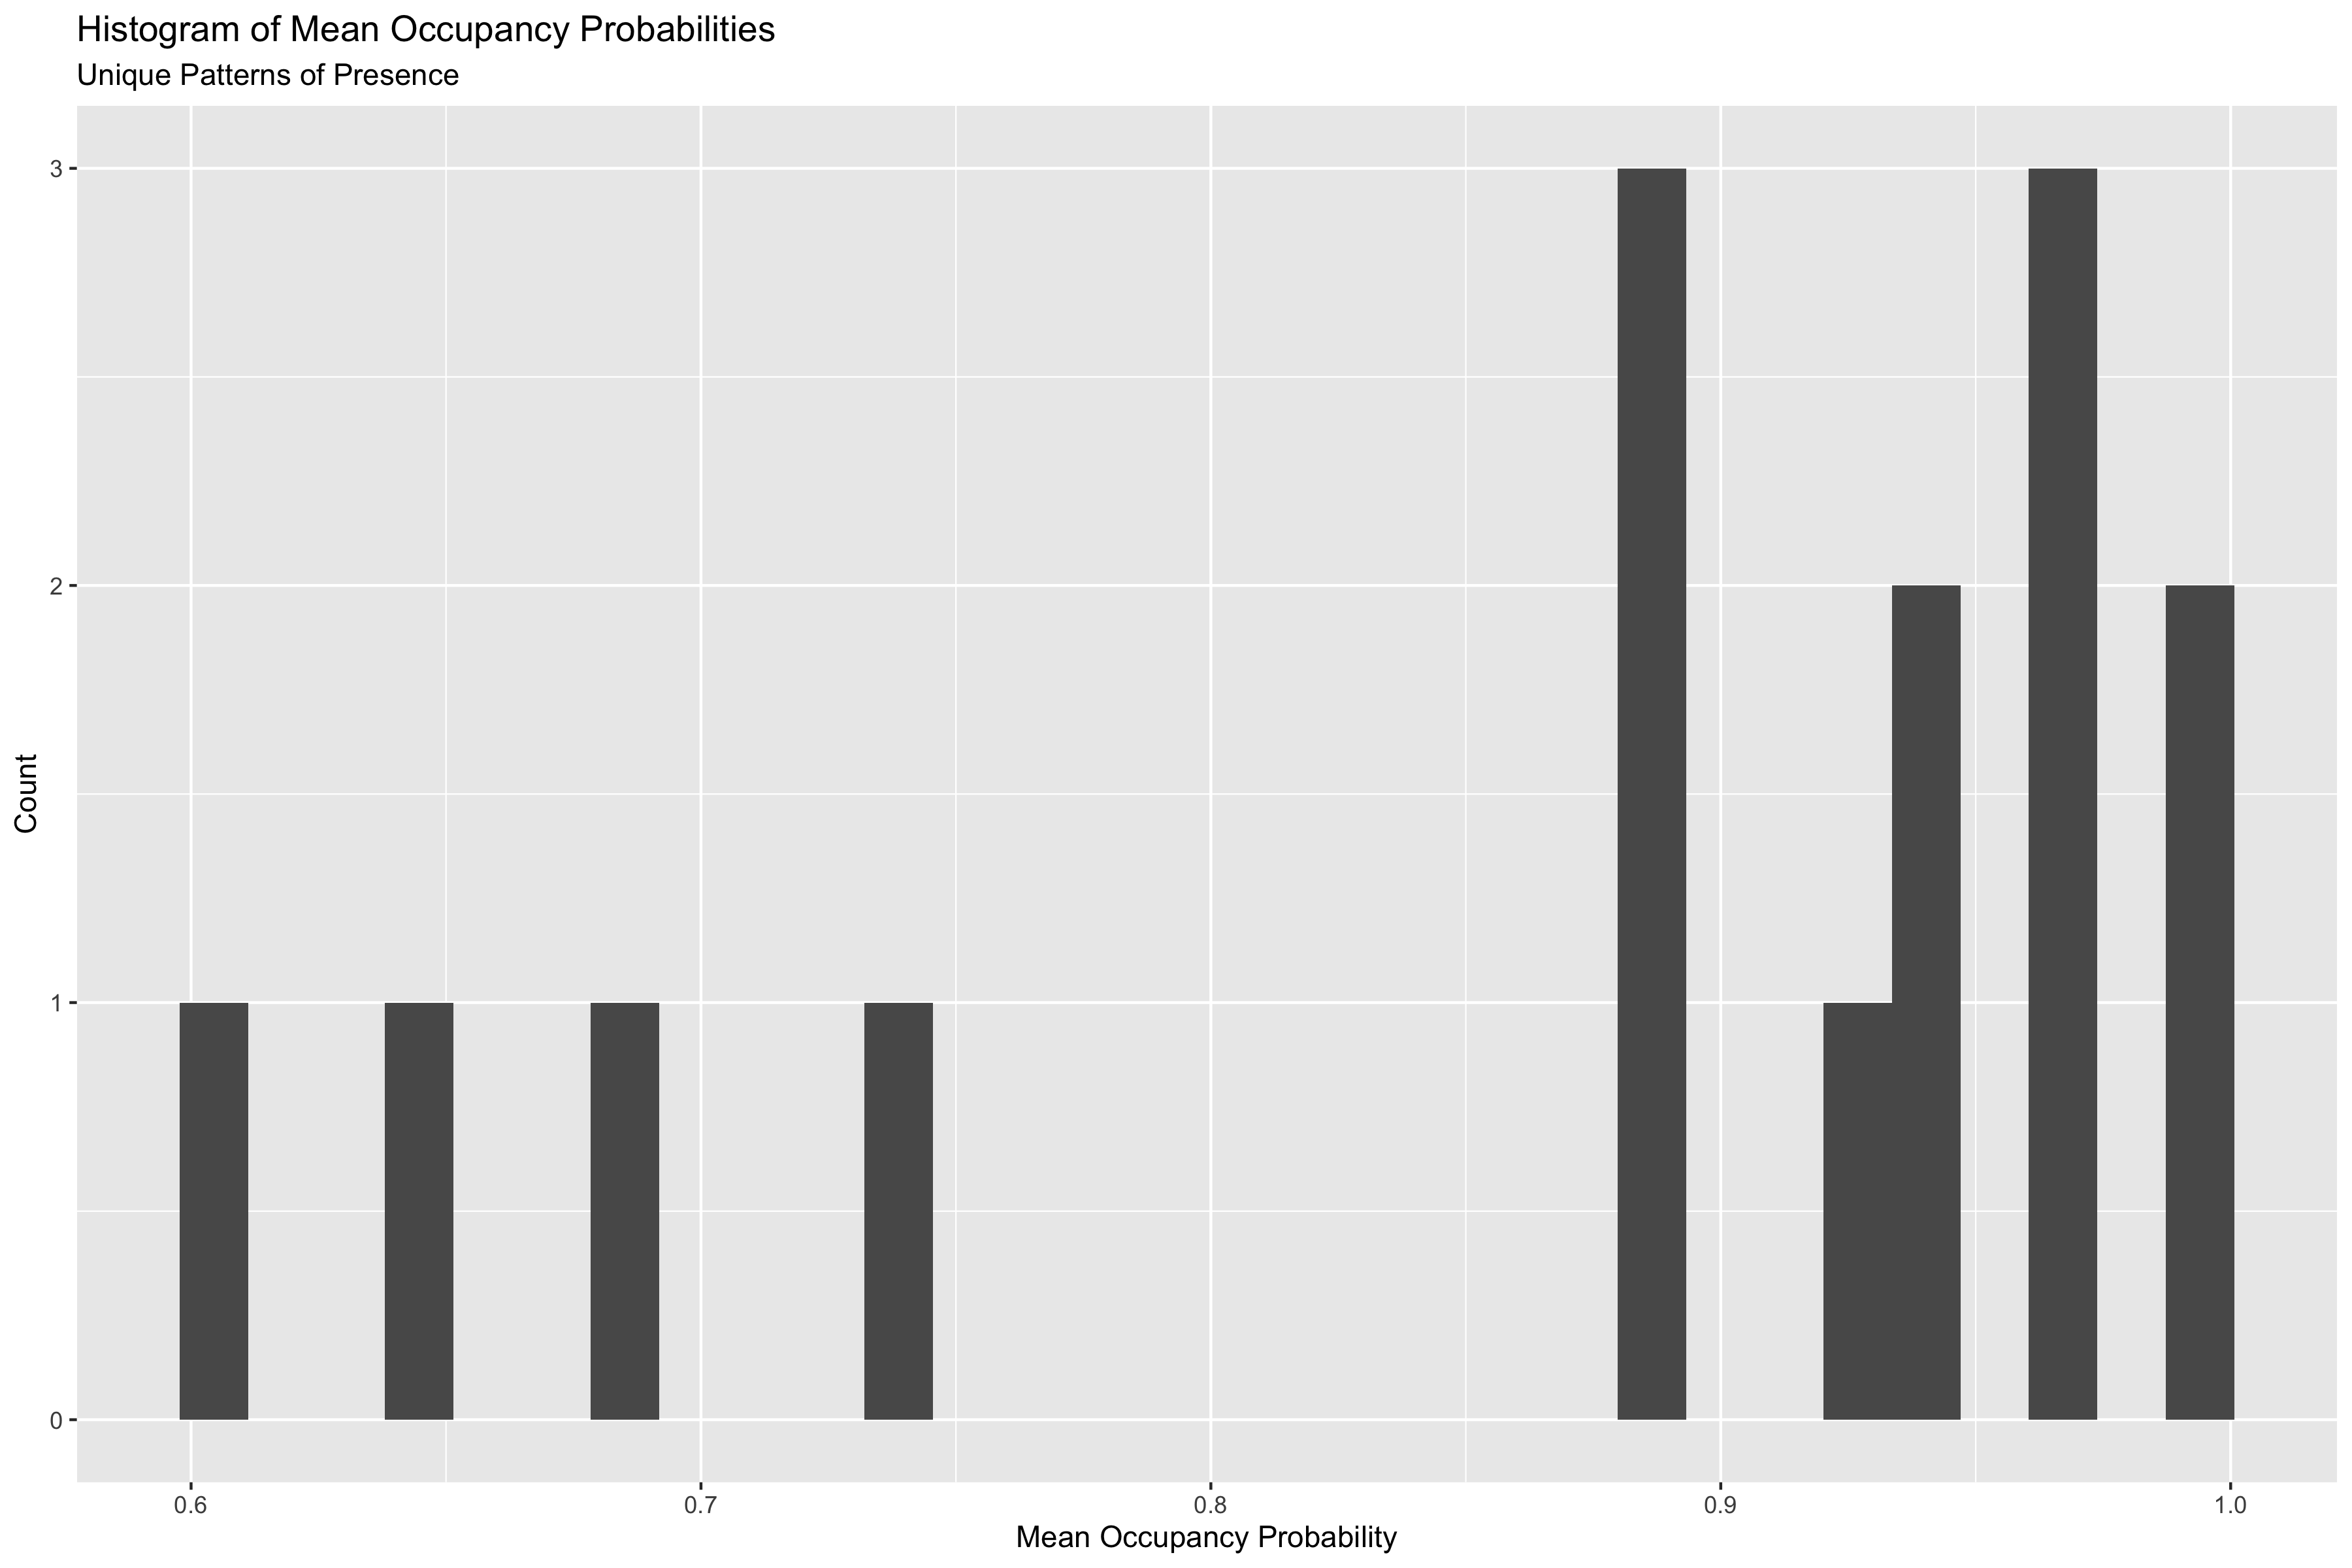 Histogram of Mean Occupancy Probabilities
Unique Patterns of Presence
3
2
1
0
Count
0.6 0.7 0.8 0.9 1.0
Mean Occupancy Probability